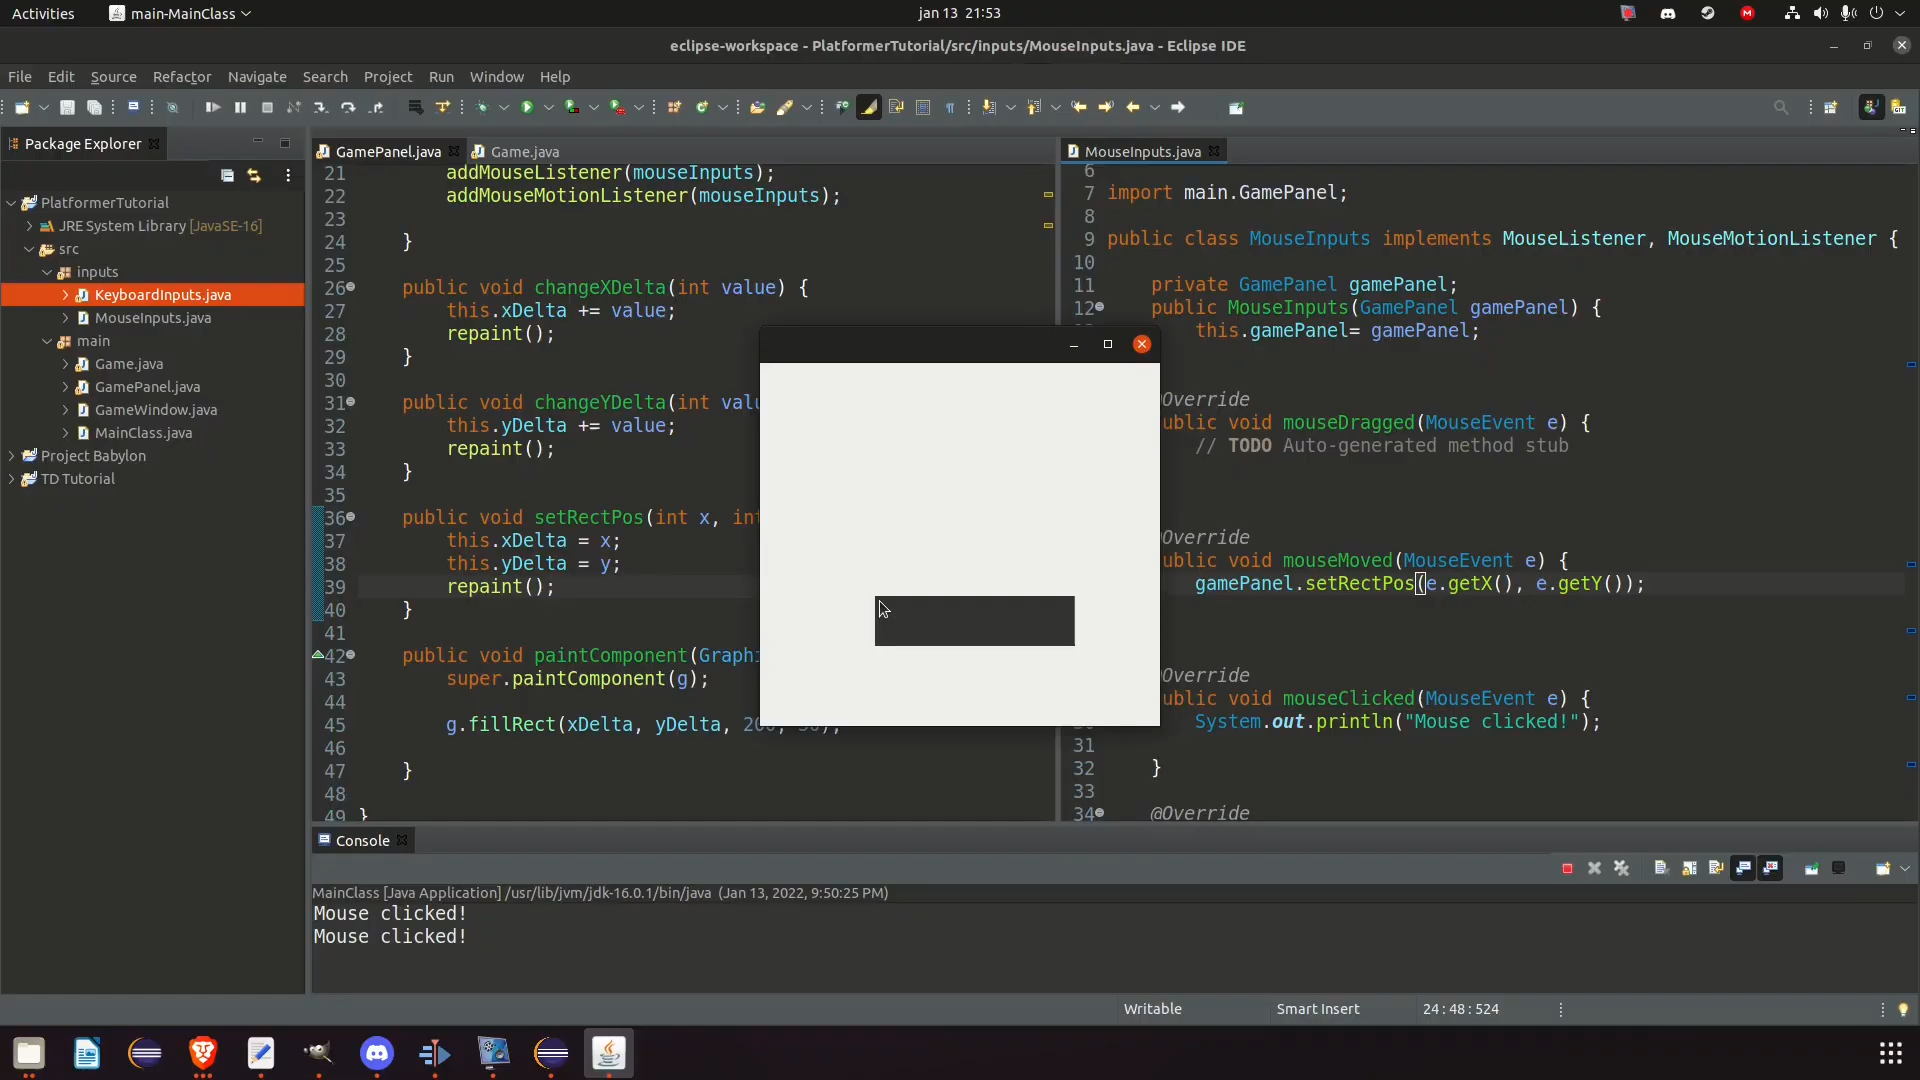 Activities
main-MainClass
jan 13 21:53
eclipse-workspace - PlatformerTutorial/src/inputs/MouseInputs.java - Eclipse IDE
File Edit Source Refactor Navigate Search Project Run Window Help
Package Explorer
PlatformerTutorial
JRE System Library [JavaSE-16]
src
inputs
KeyboardInputs.java
MouseInputs.java
main
Game.java
GamePanel.java
GameWindow.java
MainClass.java
Project Babylon
TD Tutorial
GamePanel.java
Game.java
21 addMouseListener(mouseInputs);
22 addMouseMotionListener(mouseInputs);
23
24 }
25
26 public void changeXDelta(int value) {
27 this.xDelta += value;
28 repaint();
29 }
30
31 public void changeYDelta(int valu
32 this.yDelta += value;
33 repaint();
34 }
35
36 public void setRectPos(int x, int
37 this.xDelta = x;
38 this.yDelta = y;
39 repaint();
40 }
41
42 public void paintComponent(Graphi
43 super.paintComponent(g);
44
45 g.fillRect(xDelta, yDelta, 200, 50);
46
47 }
48
49 }
MouseInputs.java
6
7 import main.GamePanel;
8
9 public class MouseInputs implements MouseListener, MouseMotionListener {
10
11 private GamePanel gamePanel;
12 public MouseInputs(GamePanel gamePanel) {
this.gamePanel= gamePanel;
Override
ublic void mouseDragged(MouseEvent e) {
// TODO Auto-generated method stub
Override
ublic void mouseMoved(MouseEvent e) {
gamePanel.setRectPos(e.getX(), e.getY());
Override
ublic void mouseClicked(MouseEvent e) {
System.out.println("Mouse clicked!");
31
32 }
33
34 @Override
Console
MainClass [Java Application] /usr/lib/jvm/jdk-16.0.1/bin/java (Jan 13, 2022, 9:50:25 PM)
Mouse clicked!
Mouse clicked!
Writable
Smart Insert
24:48:524